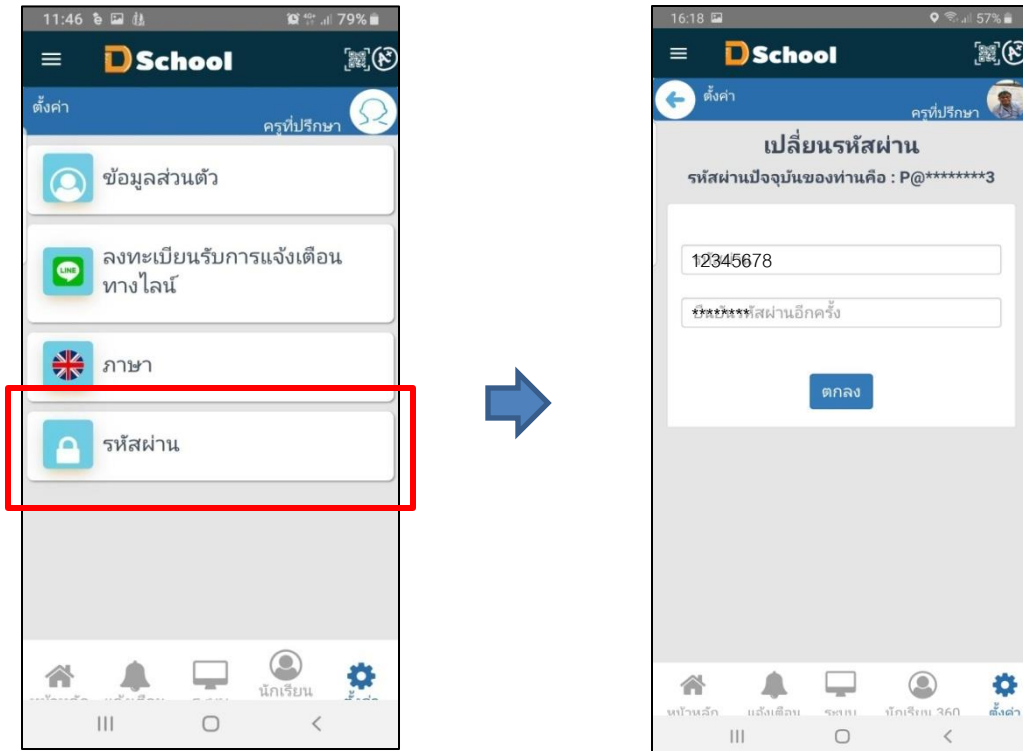 11:46
79%
DSchool
ตั้งค่า
ครูที่ปรึกษา
ข้อมูลส่วนตัว
LINE
ลงทะเบียนรับการแจ้งเตือน
ทางไลน์
ภาษา
รหัสผ่าน
นักเรียน
ตั้งค่า
16:18
57%
DSchool
ตั้งค่า
ครูที่ปรึกษา
เปลี่ยนรหัสผ่าน
รหัสผ่านปัจจุบันของท่านคือ : P@********3
12345678
********รหัสผ่านอีกครั้ง
ตกลง
หน้าหลัก แจ้งเตือน ระบบ นักเรียน 360 ตั้งค่า